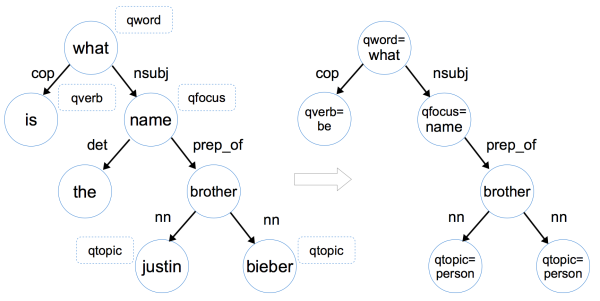 qword
what
qword=
what
cop
nsubj
cop
nsubj
qverb
qfocus
is
name
qverb=
be
qfocus=
name
det
prep_of
prep_of
the
brother
brother
nn
nn
nn
nn
qtopic
justin
bieber
qtopic
qtopic=
person
qtopic=
person